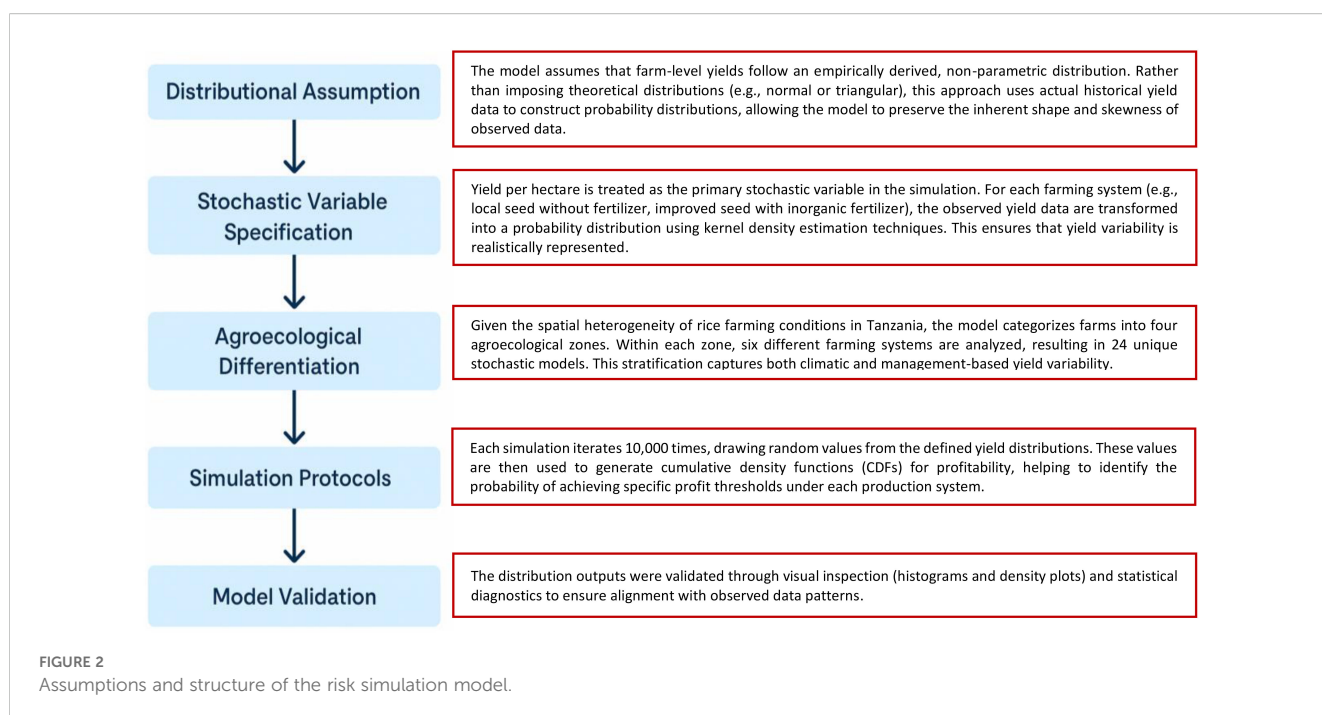 Distributional Assumption
The model assumes that farm-level yields follow an empirically derived, non-parametric distribution. Rather
than imposing theoretical distributions (e.g., normal or triangular), this approach uses actual historical yield
data to construct probability distributions, allowing the model to preserve the inherent shape and skewness of
observed data.
Stochastic Variable
Specification
Yield per hectare is treated as the primary stochastic variable in the simulation. For each farming system (e.g.,
local seed without fertilizer, improved seed with inorganic fertilizer), the observed yield data are transformed
into a probability distribution using kernel density estimation techniques. This ensures that yield variability is
realistically represented.
Agroecological
Differentiation
Given the spatial heterogeneity of rice farming conditions in Tanzania, the model categorizes farms into four
agroecological zones. Within each zone, six different farming systems are analyzed, resulting in 24 unique
stochastic models. This stratification captures both climatic and management-based yield variability.
Simulation Protocols
Each simulation iterates 10,000 times, drawing random values from the defined yield distributions. These values
are then used to generate cumulative density functions (CDFs) for profitability, helping to identify the
probability of achieving specific profit thresholds under each production system.
Model Validation
The distribution outputs were validated through visual inspection (histograms and density plots) and statistical
diagnostics to ensure alignment with observed data patterns.
FIGURE 2
Assumptions and structure of the risk simulation model.